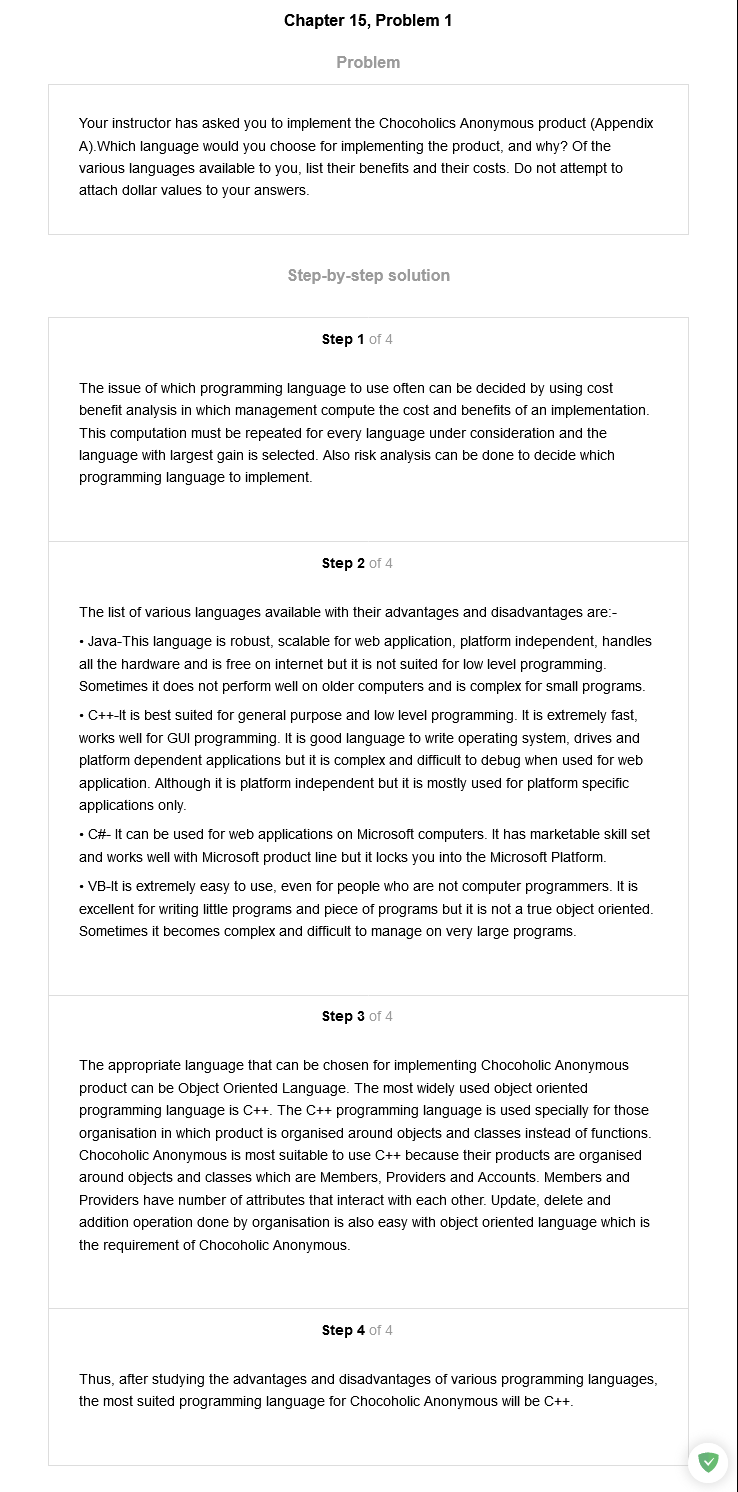 Chapter 15, Problem 1
Problem
Your instructor has asked you to implement the Chocoholics Anonymous product (Appendix
A).Which language would you choose for implementing the product, and why? Of the
various languages available to you, list their benefits and their costs. Do not attempt to
attach dollar values to your answers.
Step-by-step solution
Step 1 of 4
The issue of which programming language to use often can be decided by using cost
benefit analysis in which management compute the cost and benefits of an implementation.
This computation must be repeated for every language under consideration and the
language with largest gain is selected. Also risk analysis can be done to decide which
programming language to implement.
Step 2 of 4
The list of various languages available with their advantages and disadvantages are:-
• Java-This language is robust, scalable for web application, platform independent, handles
all the hardware and is free on internet but it is not suited for low level programming.
Sometimes it does not perform well on older computers and is complex for small programs.
• C++-It is best suited for general purpose and low level programming. It is extremely fast,
works well for GUI programming. It is good language to write operating system, drives and
platform dependent applications but it is complex and difficult to debug when used for web
application. Although it is platform independent but it is mostly used for platform specific
applications only.
• C#- It can be used for web applications on Microsoft computers. It has marketable skill set
and works well with Microsoft product line but it locks you into the Microsoft Platform.
• VB-It is extremely easy to use, even for people who are not computer programmers. It is
excellent for writing little programs and piece of programs but it is not a true object oriented.
Sometimes it becomes complex and difficult to manage on very large programs.
Step 3 of 4
The appropriate language that can be chosen for implementing Chocoholic Anonymous
product can be Object Oriented Language. The most widely used object oriented
programming language is C++. The C++ programming language is used specially for those
organisation in which product is organised around objects and classes instead of functions.
Chocoholic Anonymous is most suitable to use C++ because their products are organised
around objects and classes which are Members, Providers and Accounts. Members and
Providers have number of attributes that interact with each other. Update, delete and
addition operation done by organisation is also easy with object oriented language which is
the requirement of Chocoholic Anonymous.
Step 4 of 4
Thus, after studying the advantages and disadvantages of various programming languages,
the most suited programming language for Chocoholic Anonymous will be C++.